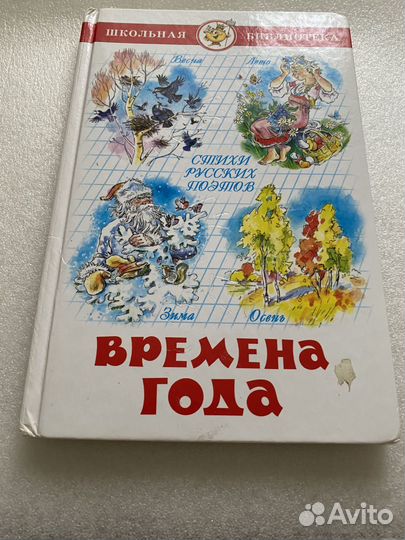 ШКОЛЬНАЯ БИБЛИОТЕКА
Весна Лето
СТИХИ
РУССКИХ
ПОЭТОВ
Зима Осень
ВРЕМЕНА
ГОДА
Avito